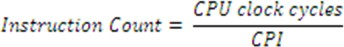 Instruction Count = CPU clock cycles / CPI